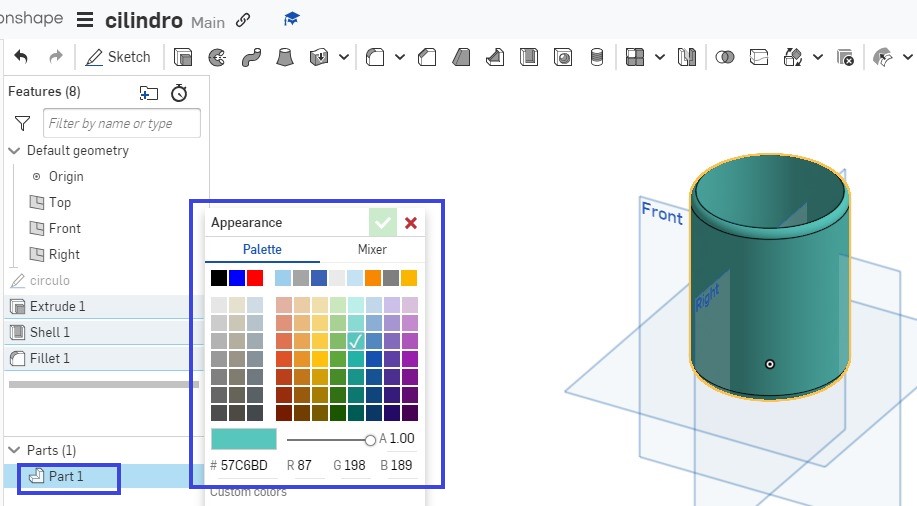 onshape cilindro Main
Sketch
Features (8)
Filter by name or type
Default geometry
Origin
Top
Front
Right
circulo
Extrude 1
Shell 1
Fillet 1
Parts (1)
Part 1
Appearance
Palette Mixer
A 1.00
# 57C6BD R 87 G 198 B 189
Custom colors
Front
Right